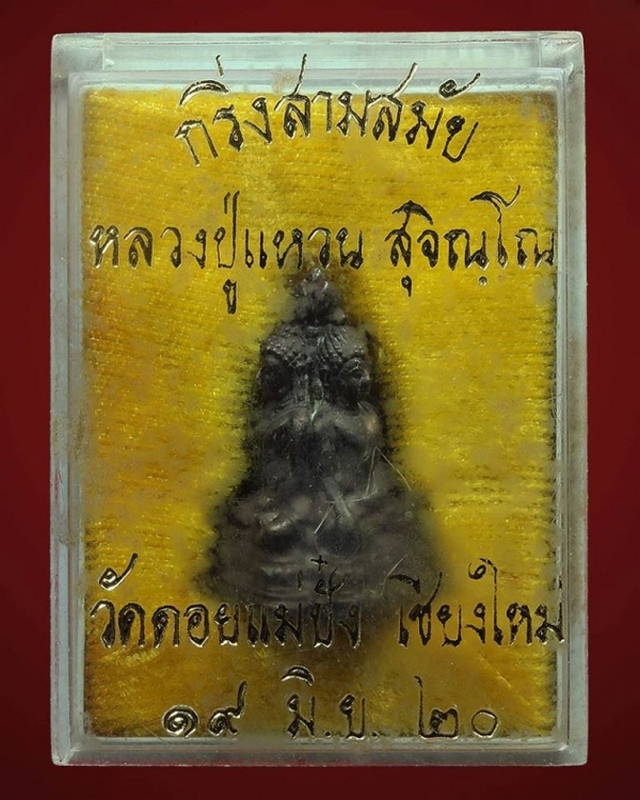 กริ่งสามสมัย
หลวงปู่แหวน สุจิณฺโณ
วัดดอยแม่ปั๋ง เชียงใหม่
๑๙ มิ.ย. ๒๐